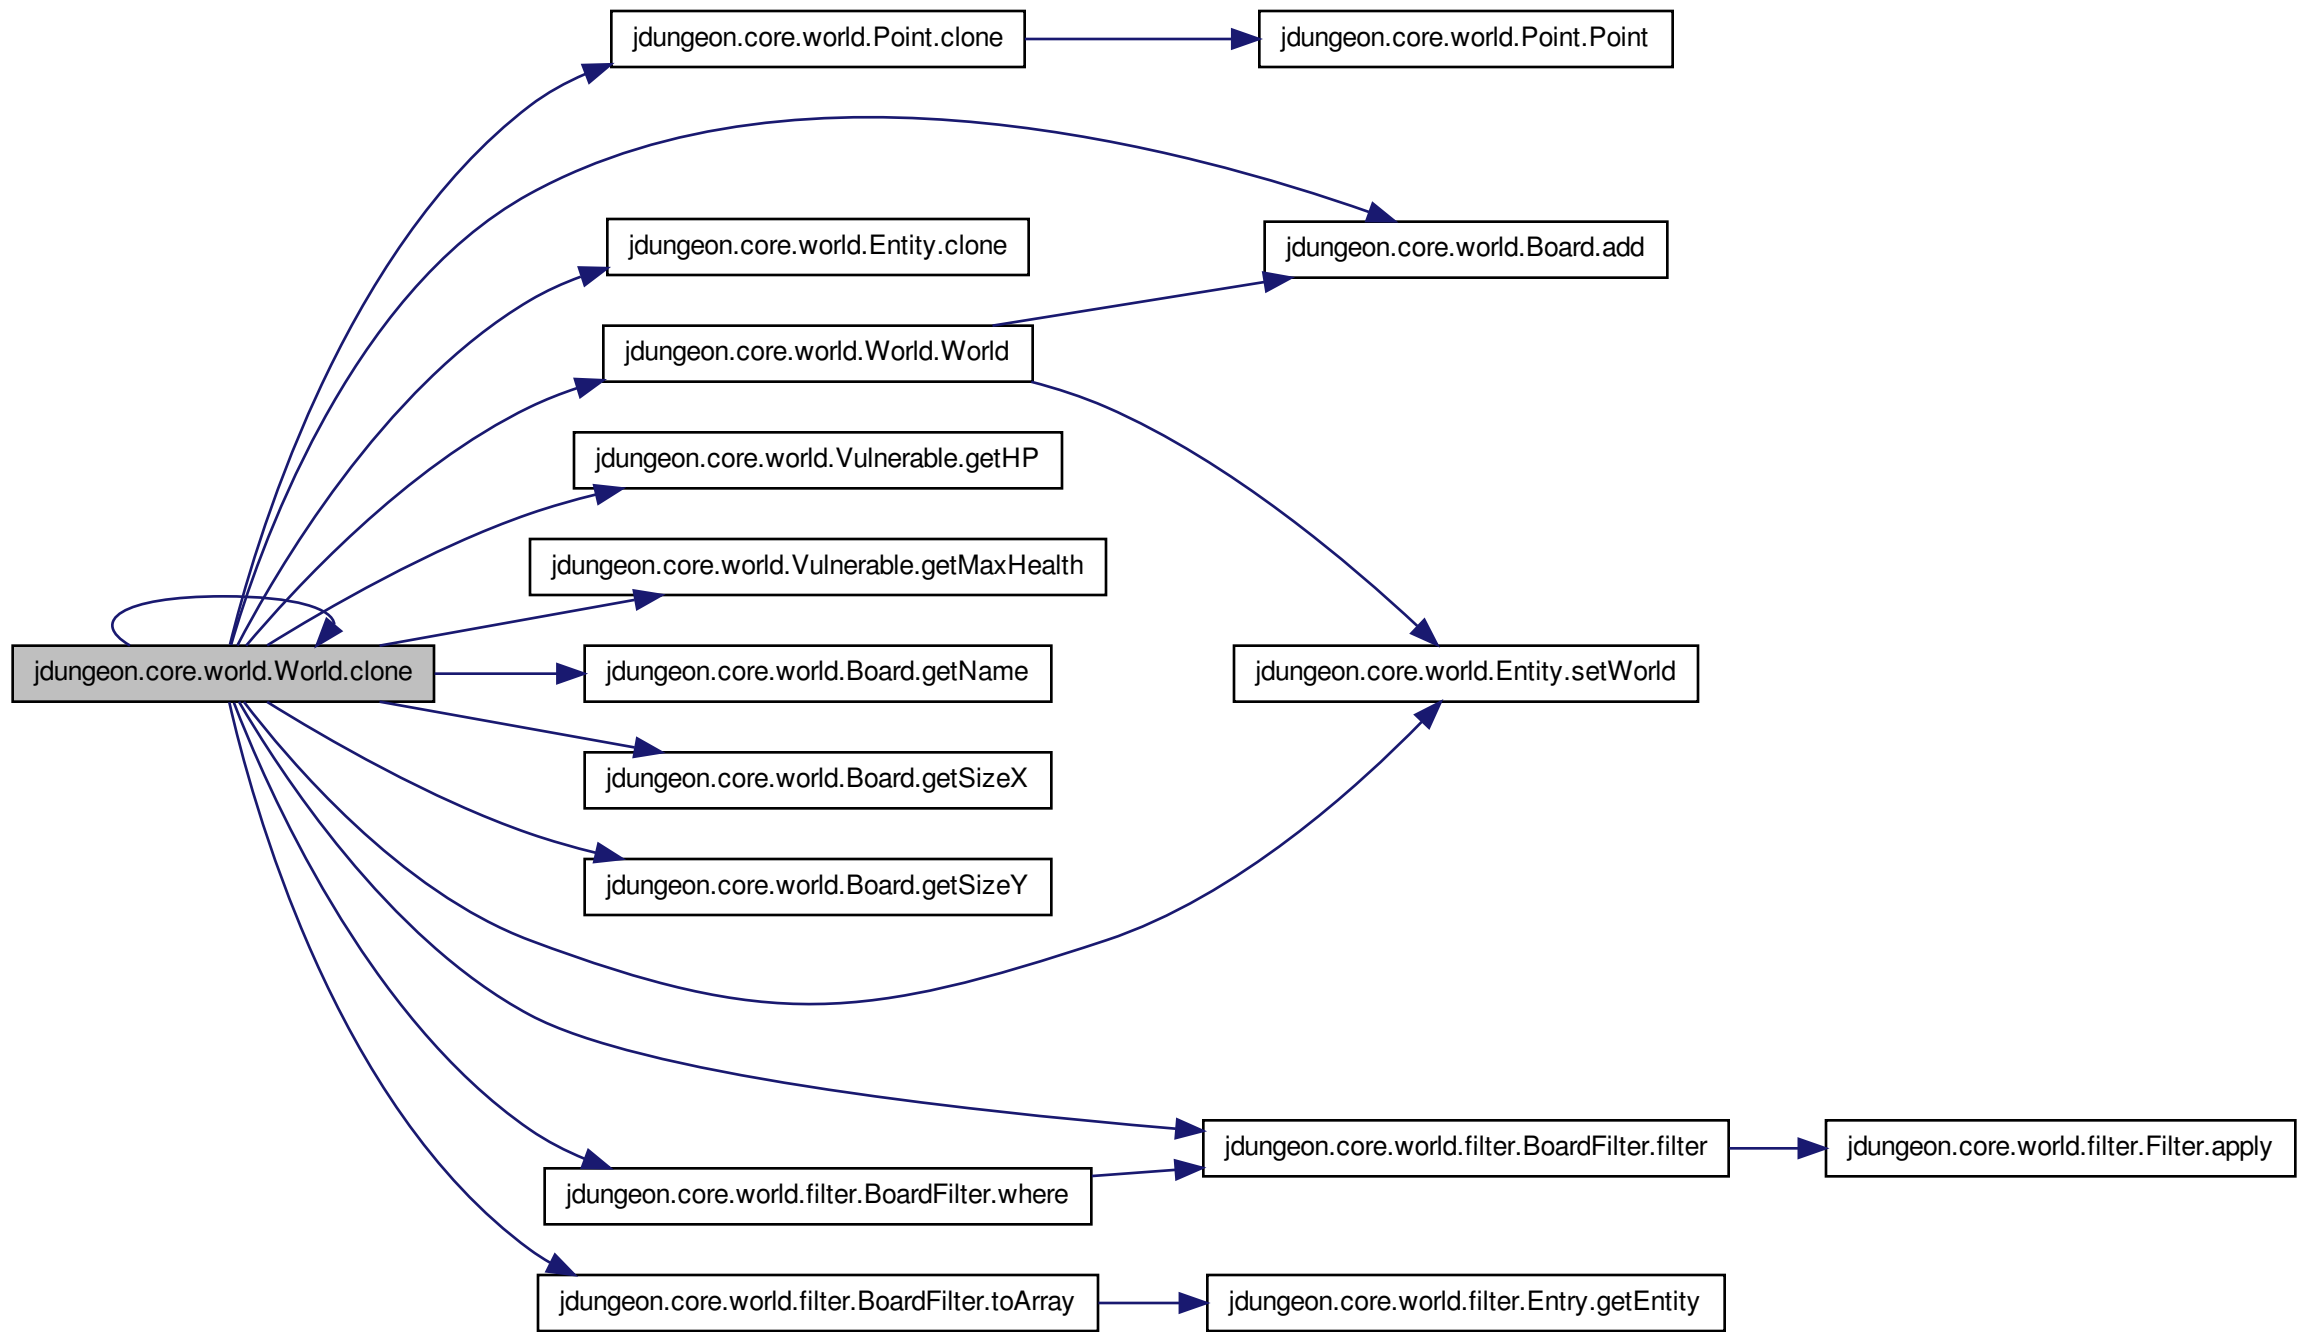 jdungeon.core.world.Point.clone
jdungeon.core.world.Point.Point
jdungeon.core.world.Entity.clone
jdungeon.core.world.Board.add
jdungeon.core.world.World.World
jdungeon.core.world.Vulnerable.getHP
jdungeon.core.world.Vulnerable.getMaxHealth
jdungeon.core.world.World.clone
jdungeon.core.world.Board.getName
jdungeon.core.world.Entity.setWorld
jdungeon.core.world.Board.getSizeX
jdungeon.core.world.Board.getSizeY
jdungeon.core.world.filter.BoardFilter.filter
jdungeon.core.world.filter.Filter.apply
jdungeon.core.world.filter.BoardFilter.where
jdungeon.core.world.filter.BoardFilter.toArray
jdungeon.core.world.filter.Entry.getEntity